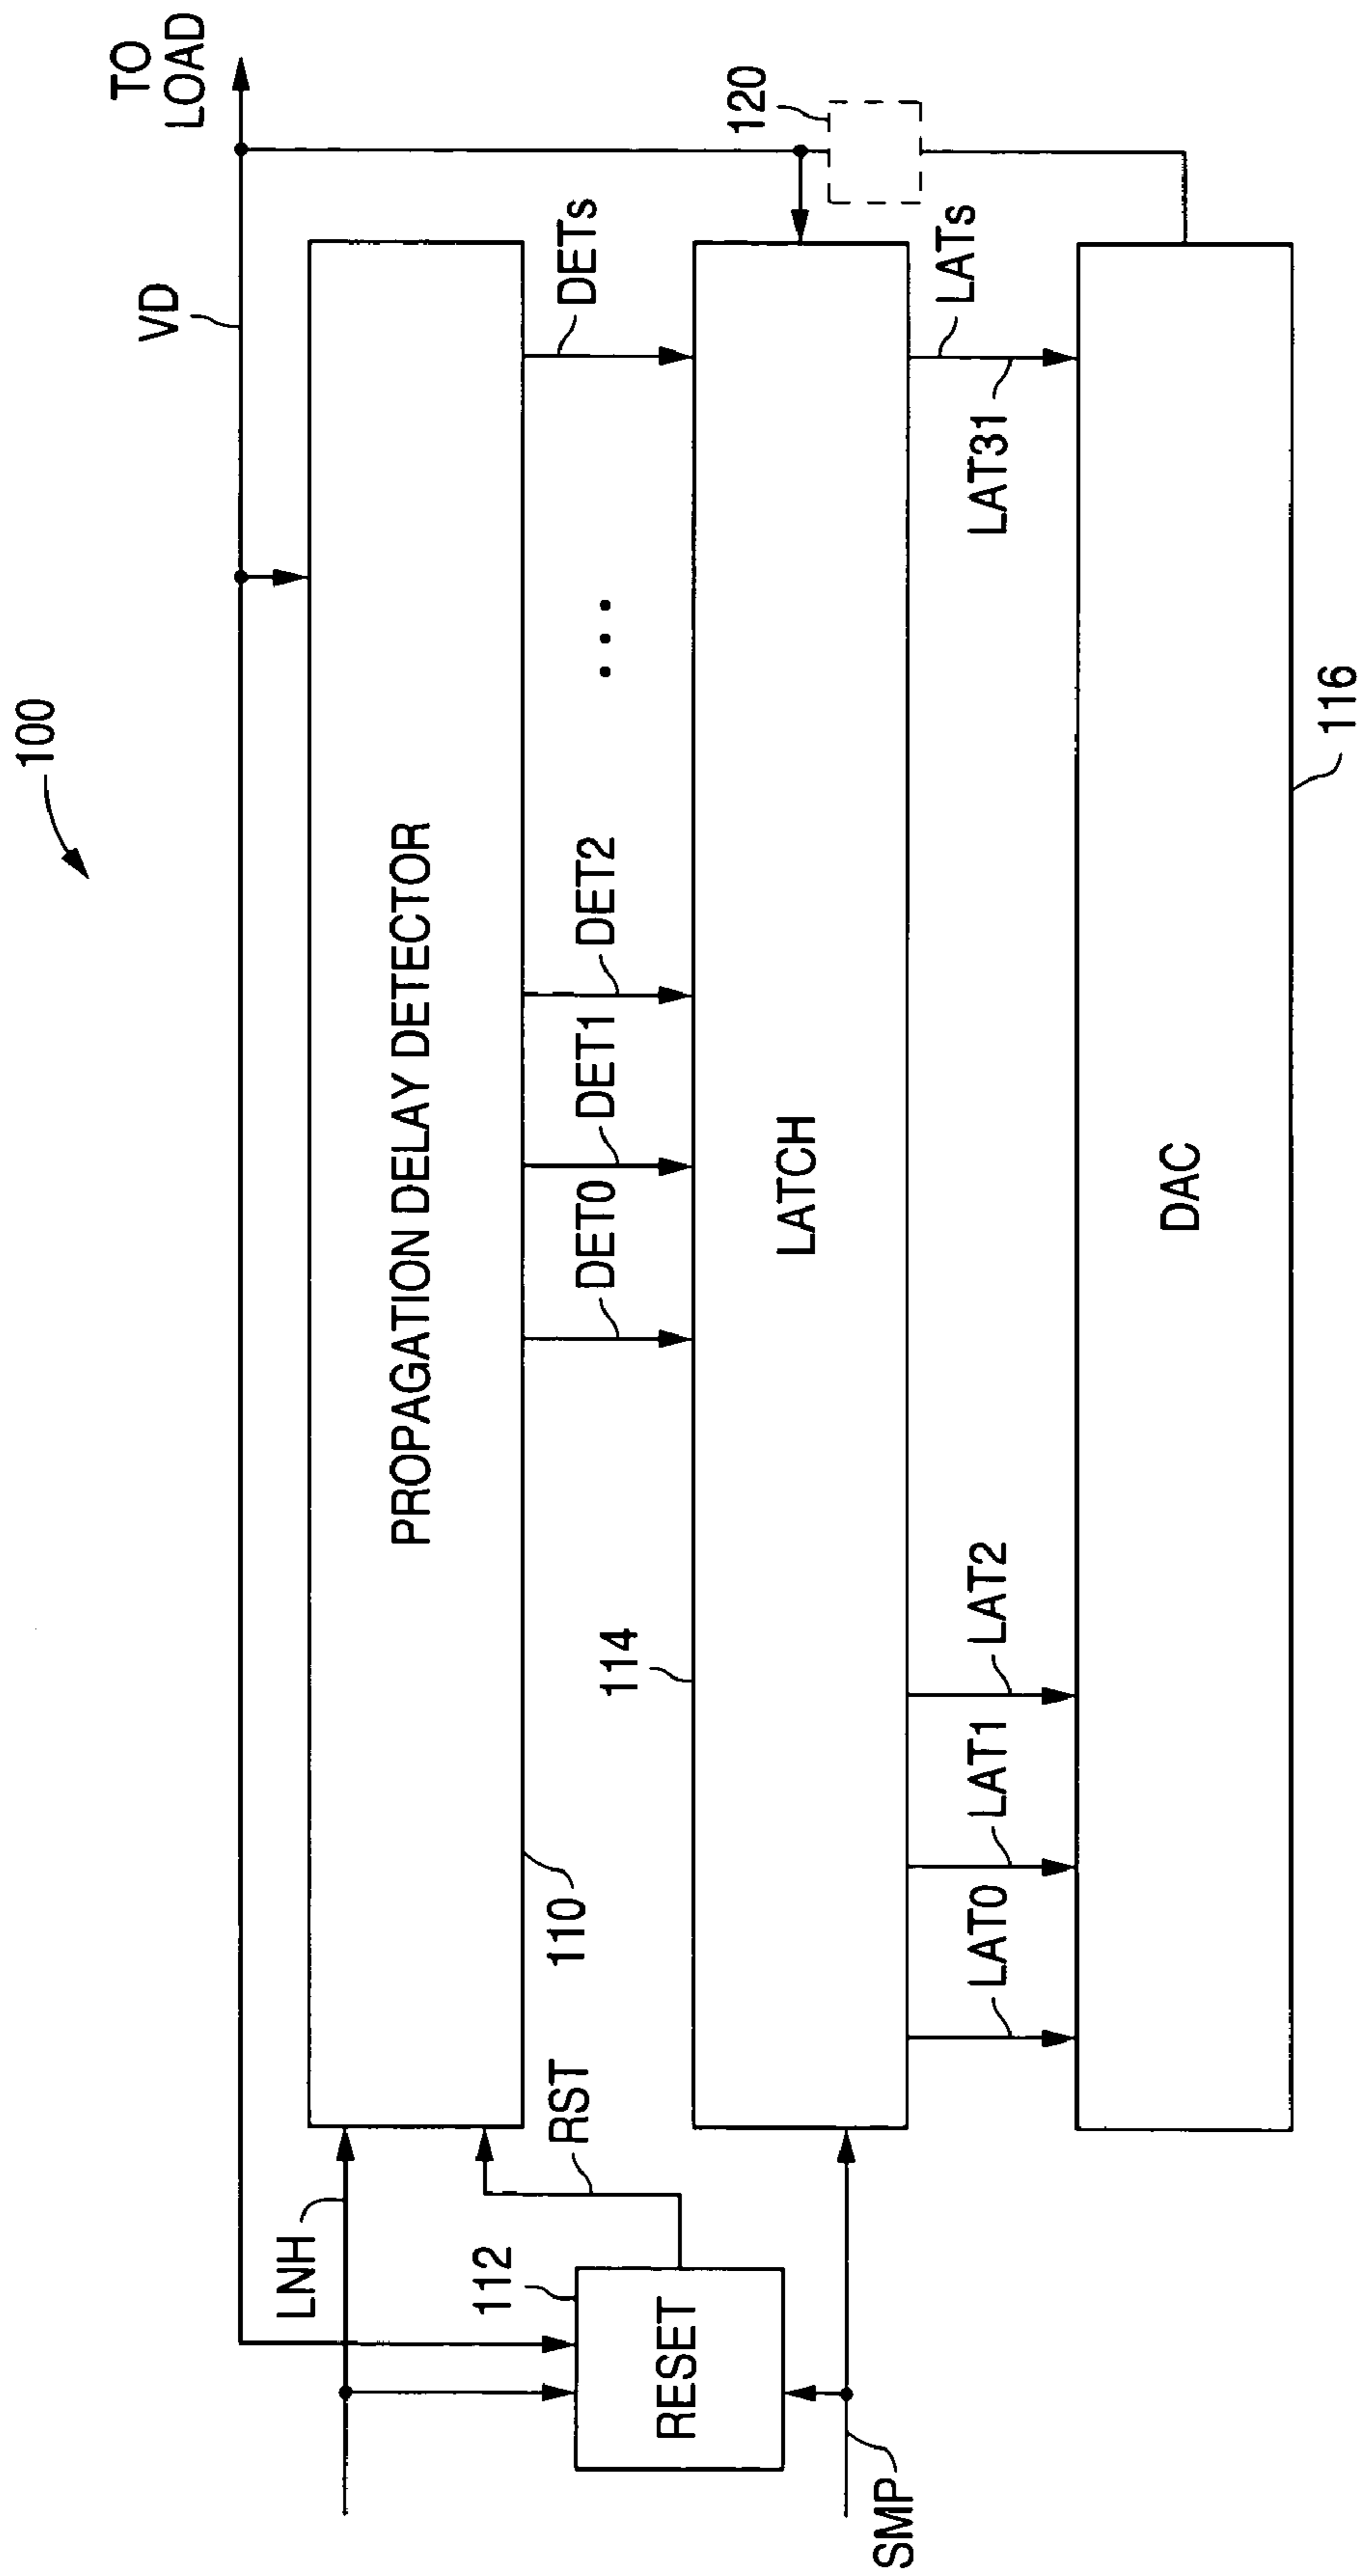 100
TO
LOAD
VD
LNH
PROPAGATION DELAY DETECTOR
110
RST
112
RESET
DET0
DET1
DET2
DETs
120
114
LATCH
SMP
LAT0
LAT1
LAT2
LAT31
LATs
DAC
116